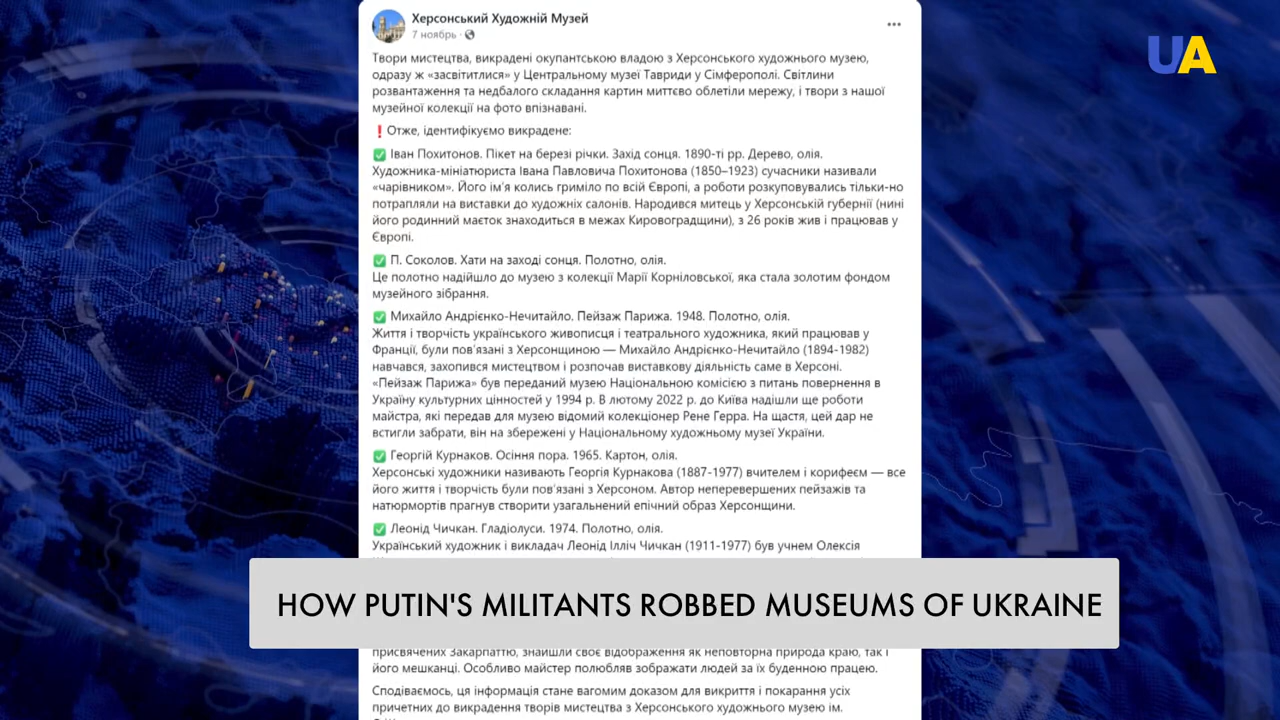 Херсонський Художній Музей
7 ноябрь ·
UA
Твори мистецтва, викрадені окупантською владою з Херсонського художнього музею,
одразу ж «засвітитлися» у Центральному музеї Тавриди у Сімферополі. Світлини
розвантаження та недбалого складання картин миттєво облетіли мережу, і твори з нашої
музейної колекції на фото впізнавані.
❗Отже, ідентифікуємо викрадене:
✅ Іван Похитонов. Пікет на березі річки. Захід сонця. 1890-ті рр. Дерево, олія.
Художника-мініатюриста Івана Павловича Похитонова (1850–1923) сучасники називали
«чарівником». Його ім'я колись гриміло по всій Європі, а роботи розкуповувались тільки-но
потрапляли на виставки до художніх салонів. Народився митець у Херсонській губернії (нині
його родинний маєток знаходиться в межах Кировоградщини), з 26 років жив і працював у
Європі.
✅ П. Соколов. Хати на заході сонця. Полотно, олія.
Це полотно надійшло до музею з колекції Марії Корніловської, яка стала золотим фондом
музейного зібрання.
✅ Михайло Андрієнко-Нечитайло. Пейзаж Парижа. 1948. Полотно, олія.
Життя і творчість українського живописця і театрального художника, який працював у
Франції, були пов'язані з Херсонщиною — Михайло Андрієнко-Нечитайло (1894-1982)
навчався, захопився мистецтвом і розпочав виставкову діяльність саме в Херсоні.
«Пейзаж Парижа» був переданий музею Національною комісією з питань повернення в
Україну культурних цінностей у 1994 р. В лютому 2022 р. до Київа надішли ще роботи
майстра, які передав для музею відомий колекціонер Рене Герра. На щастя, цей дар не
встигли забрати, він на збережені у Національному художньому музеї України.
✅ Георгій Курнаков. Осіння пора. 1965. Картон, олія.
Херсонські художники називають Георгія Курнакова (1887-1977) вчителем і корифеєм — все
його життя і творчість були пов'язані з Херсоном. Автор неперевершених пейзажів та
натюрмортів прагнув створити узагальнений епічний образ Херсонщини.
✅ Леонід Чичкан. Гладіолуси. 1974. Полотно, олія.
Український художник і викладач Леонід Ілліч Чичкан (1911-1977) був учнем Олексія
HOW PUTIN'S MILITANTS ROBBED MUSEUMS OF UKRAINE
присвячених Закарпаттю, знайшли своє відображення як неповторна природа краю, так і
його мешканці. Особливо майстер полюбляв зображати людей за їх буденною працею.
Сподіваємось, ця інформація стане вагомим доказом для викриття і покарання усіх
причетних до викрадення творів мистецтва з Херсонського художнього музею ім.